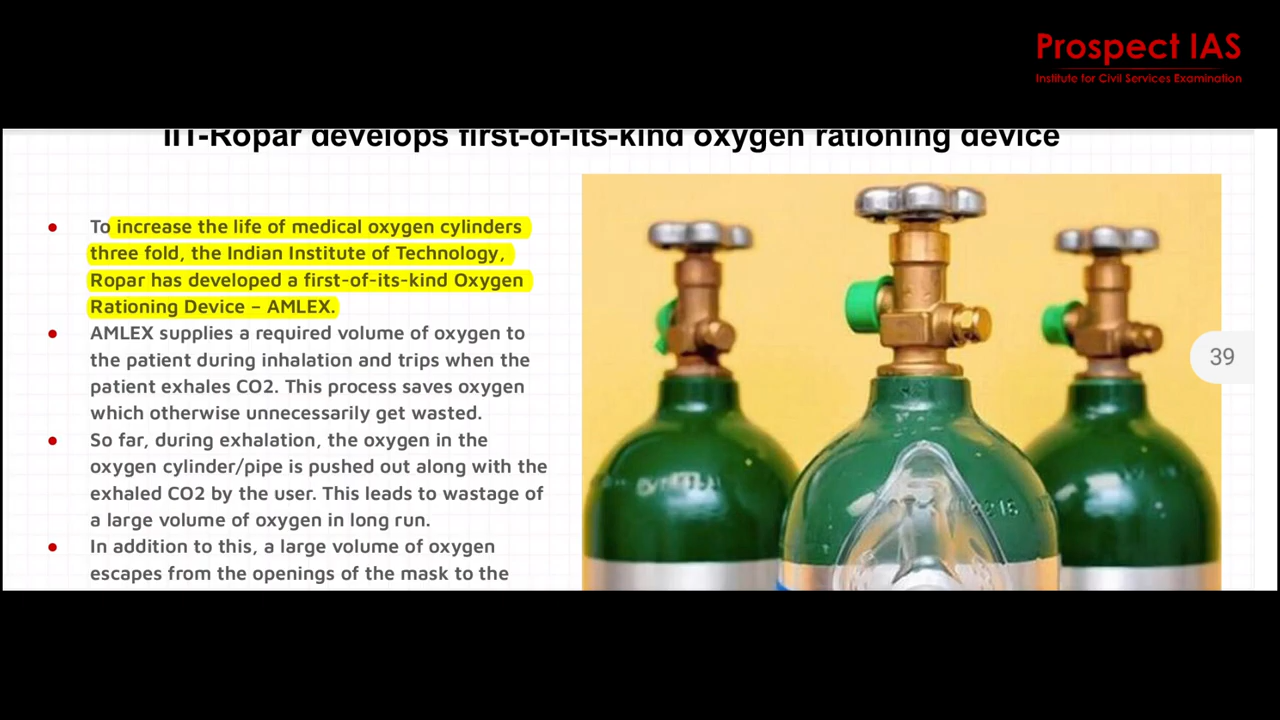 Prospect IAS
Institute for Civil Services Examination
IIT-Ropar develops first-of-its-kind oxygen rationing device
● To increase the life of medical oxygen cylinders
three fold, the Indian Institute of Technology,
Ropar has developed a first-of-its-kind Oxygen
Rationing Device – AMLEX.
● AMLEX supplies a required volume of oxygen to
the patient during inhalation and trips when the
patient exhales CO2. This process saves oxygen
which otherwise unnecessarily get wasted.
39
● So far, during exhalation, the oxygen in the
oxygen cylinder/pipe is pushed out along with the
exhaled CO2 by the user. This leads to wastage of
a large volume of oxygen in long run.
● In addition to this, a large volume of oxygen
escapes from the openings of the mask to the